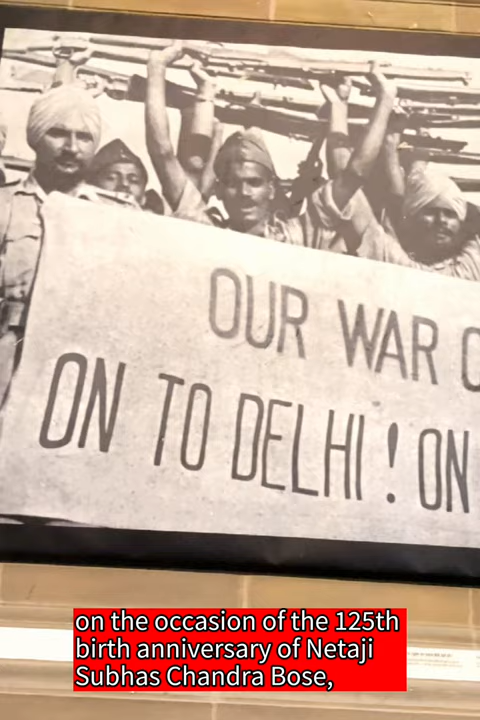 OUR WAR C
ON TO DELHI! ON
on the occasion of the 125th
birth anniversary of Netaji
Subhas Chandra Bose,